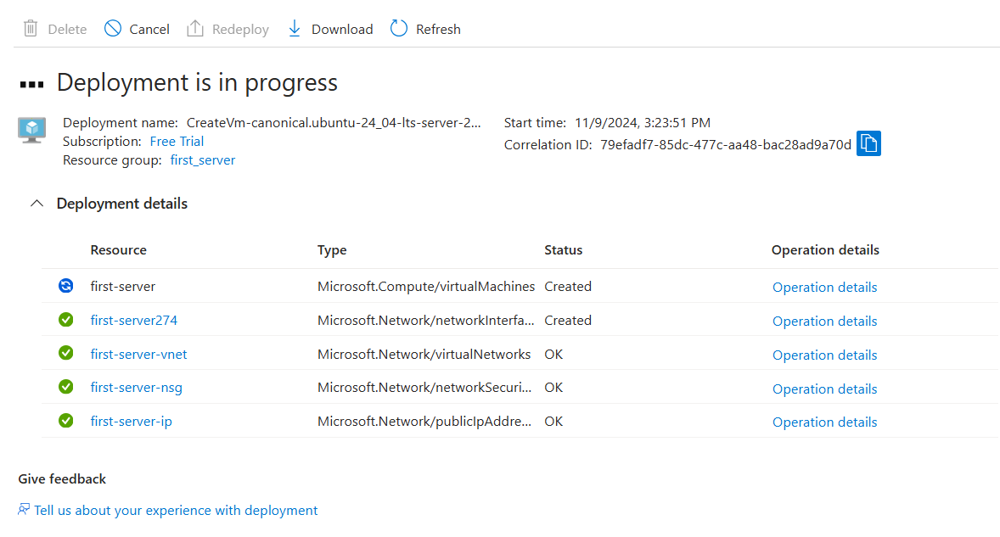 Delete Cancel Redeploy Download Refresh
Deployment is in progress
Deployment name: CreateVm-canonical.ubuntu-24_04-lts-server-2... Start time: 11/9/2024, 3:23:51 PM
Subscription: Free Trial Correlation ID: 79efadf7-85dc-477c-aa48-bac28ad9a70d
Resource group: first_server
Deployment details
Resource Type Status Operation details
first-server Microsoft.Compute/virtualMachines Created Operation details
first-server274 Microsoft.Network/networkInterfa... Created Operation details
first-server-vnet Microsoft.Network/virtualNetworks OK Operation details
first-server-nsg Microsoft.Network/networkSecuri... OK Operation details
first-server-ip Microsoft.Network/publicIpAddre... OK Operation details
Give feedback
Tell us about your experience with deployment